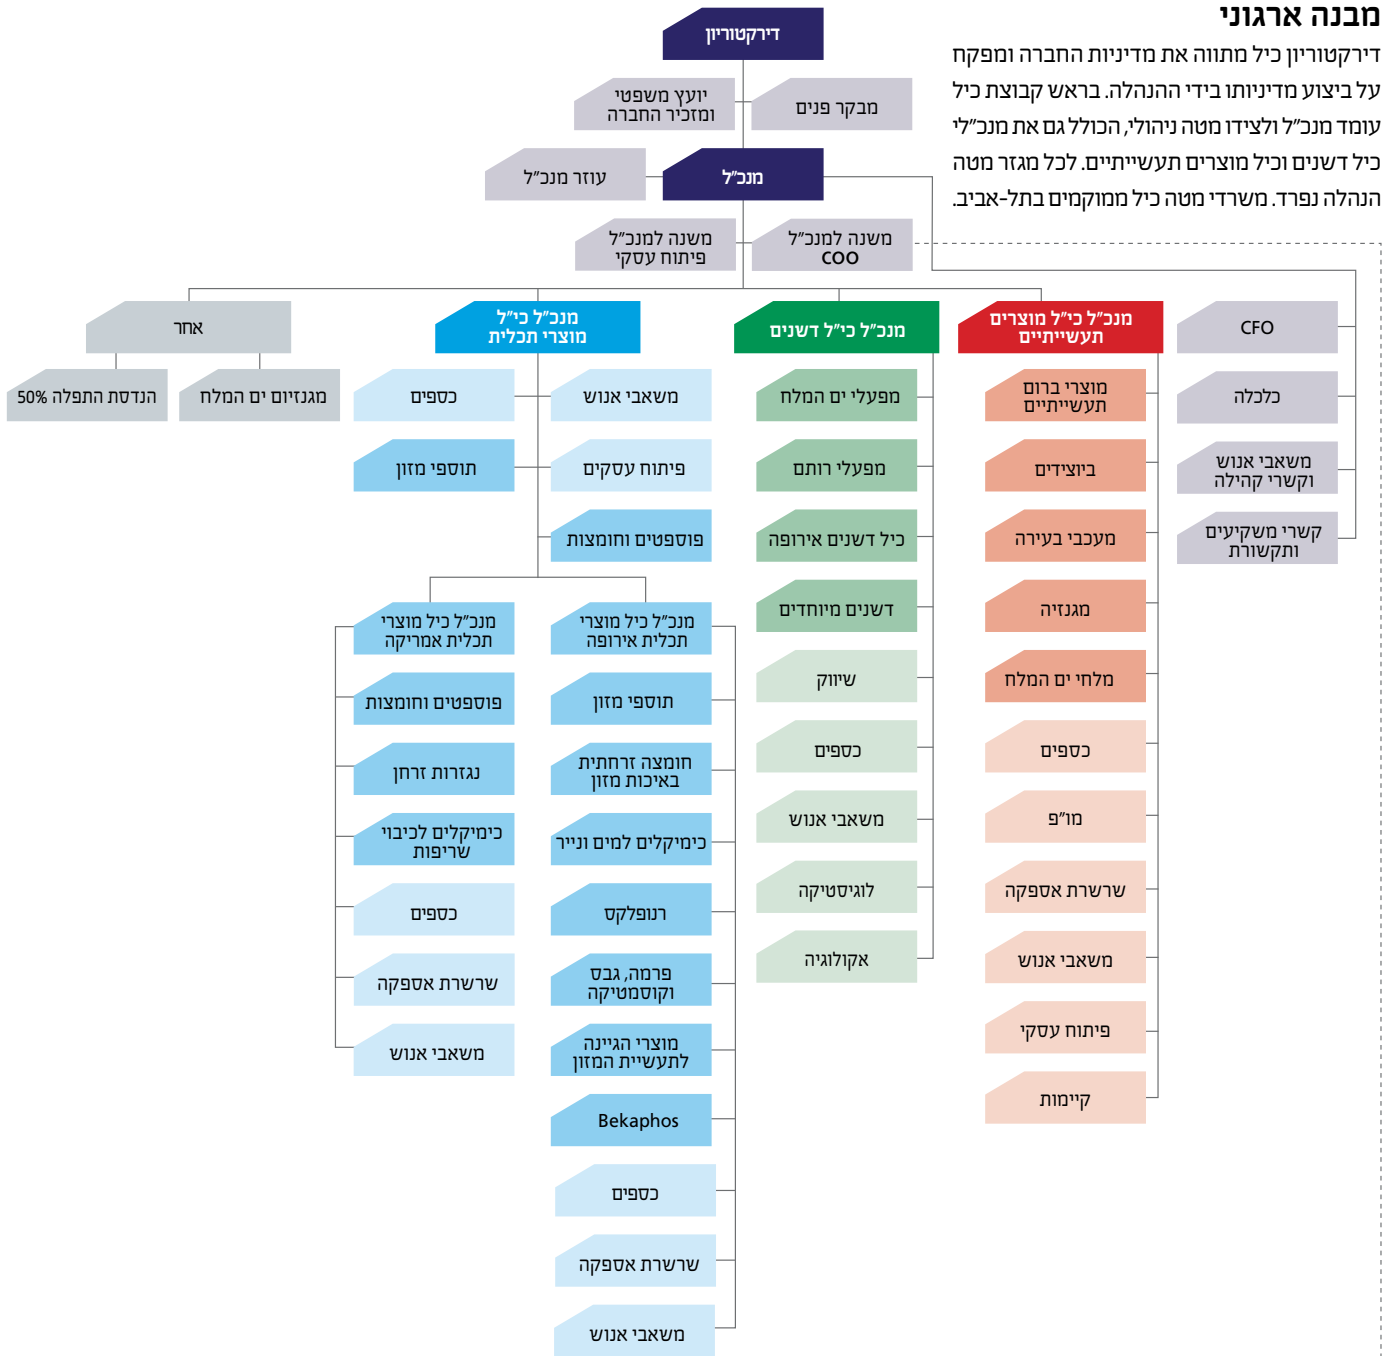 מבנה ארגוני
דירקטוריון כיל מתווה את מדיניות החברה ומפקח
על ביצוע מדיניותו בידי ההנהלה. בראש קבוצת כיל
עומד מנכ״ל ולצידו מטה ניהולי, הכולל גם את מנכ״לי
כיל דשנים וכיל מוצרים תעשייתיים. לכל מגזר מטה
הנהלה נפרד. משרדי מטה כיל ממוקמים בתל-אביב.
דירקטוריון
מבקר פנים
יועץ משפטי
ומזכיר החברה
מנכ״ל
עוזר מנכ״ל
משנה למנכ״ל
COO
משנה למנכ״ל
פיתוח עסקי
CFO
כלכלה
משאבי אנוש
וקשרי קהילה
קשרי משקיעים
ותקשורת
מנכ״ל כי״ל מוצרים
תעשייתיים
מוצרי ברום
תעשייתיים
ביוצידים
מעכבי בעירה
מגנזיה
מלחי ים המלח
כספים
מו״פ
שרשרת אספקה
משאבי אנוש
פיתוח עסקי
קיימות
מנכ״ל כי״ל דשנים
מפעלי ים המלח
מפעלי רותם
כיל דשנים אירופה
דשנים מיוחדים
שיווק
כספים
משאבי אנוש
לוגיסטיקה
אקולוגיה
מנכ״ל כי״ל
מוצרי תכלית
משאבי אנוש
כספים
פיתוח עסקים
תוספי מזון
פוספטים וחומצות
מנכ״ל כיל מוצרי
תכלית אירופה
תוספי מזון
חומצה זרחתית
באיכות מזון
כימיקלים למים ונייר
רנופלקס
פרמה, גבס
וקוסמטיקה
מוצרי הגיינה
לתעשיית המזון
Bekaphos
כספים
שרשרת אספקה
משאבי אנוש
מנכ״ל כיל מוצרי
תכלית אמריקה
פוספטים וחומצות
נגזרות זרחן
כימיקלים לכיבוי
שריפות
כספים
שרשרת אספקה
משאבי אנוש
אחר
מגנזיום ים המלח
הנדסת התפלה 50%